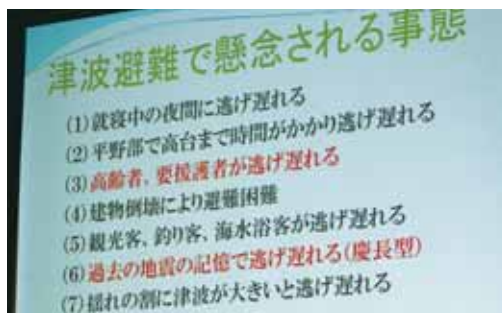 津波避難で懸念される事態
(1)就寝中の夜間に逃げ遅れる
(2)平野部で高台まで時間がかかり逃げ遅れる
(3)高齢者、要援護者が逃げ遅れる
(4)建物倒壊により避難困難
(5)観光客、釣り客、海水浴客が逃げ遅れる
(6)過去の地震の記憶で逃げ遅れる(慶長型)
(7)揺れの割に津波が大きいと逃げ遅れる